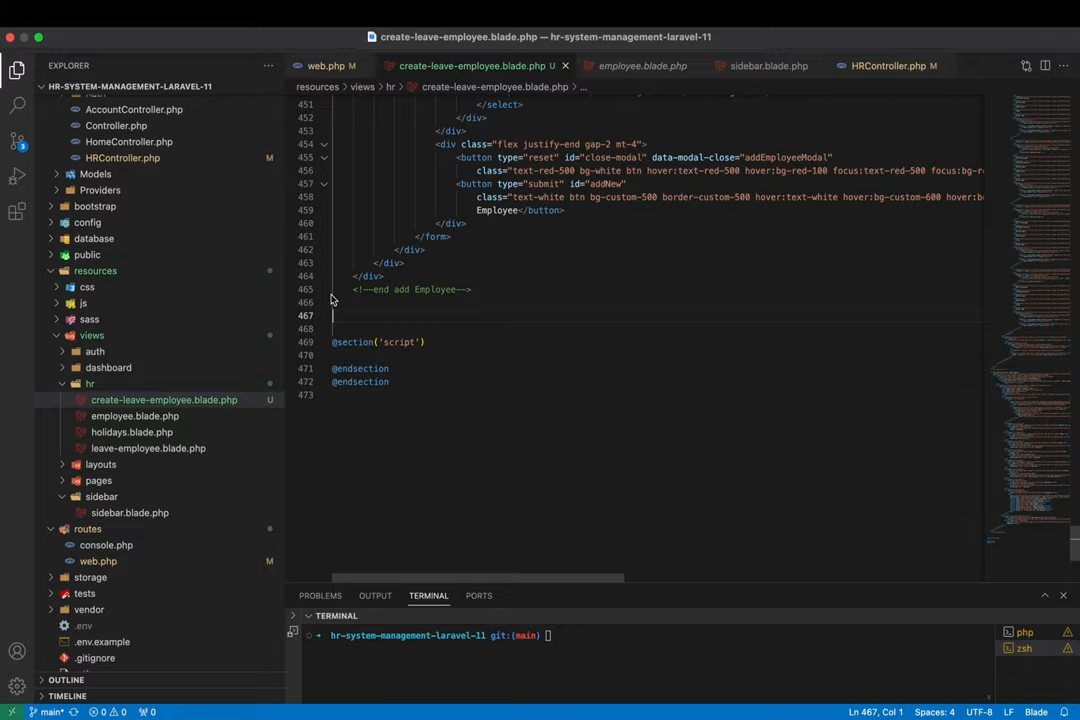 create-leave-employee.blade.php — hr-system-management-laravel-11
EXPLORER
HR-SYSTEM-MANAGEMENT-LARAVEL-11
AccountController.php
Controller.php
HomeController.php
HRController.php M
Models
Providers
bootstrap
config
database
public
resources
css
js
sass
views
auth
dashboard
hr
create-leave-employee.blade.php U
employee.blade.php
holidays.blade.php
leave-employee.blade.php
layouts
pages
sidebar
sidebar.blade.php
routes
console.php
web.php M
storage
tests
vendor
.env
.env.example
.gitignore
OUTLINE
TIMELINE
web.php M create-leave-employee.blade.php U employee.blade.php sidebar.blade.php HRController.php M
resources > views > hr > create-leave-employee.blade.php > ...
451 </select>
452 </div>
453 </div>
454 <div class="flex justify-end gap-2 mt-4">
455 <button type="reset" id="close-modal" data-modal-close="addEmployeeModal"
456 class="text-red-500 bg-white btn hover:text-red-500 hover:bg-red-100 focus:text-red-500 focus:bg-r
457 <button type="submit" id="addNew"
458 class="text-white btn bg-custom-500 border-custom-500 hover:text-white hover:bg-custom-600 hover:b
459 Employee</button>
460 </div>
461 </form>
462 </div>
463 </div>
464 </div>
465 <!--end add Employee-->
466
467
468
469 @section('script')
470
471 @endsection
472 @endsection
473
PROBLEMS OUTPUT TERMINAL PORTS
TERMINAL
hr-system-management-laravel-11 git:(main)
php
zsh
3
main* 0 0 0
Ln 467, Col 1 Spaces: 4 UTF-8 LF Blade